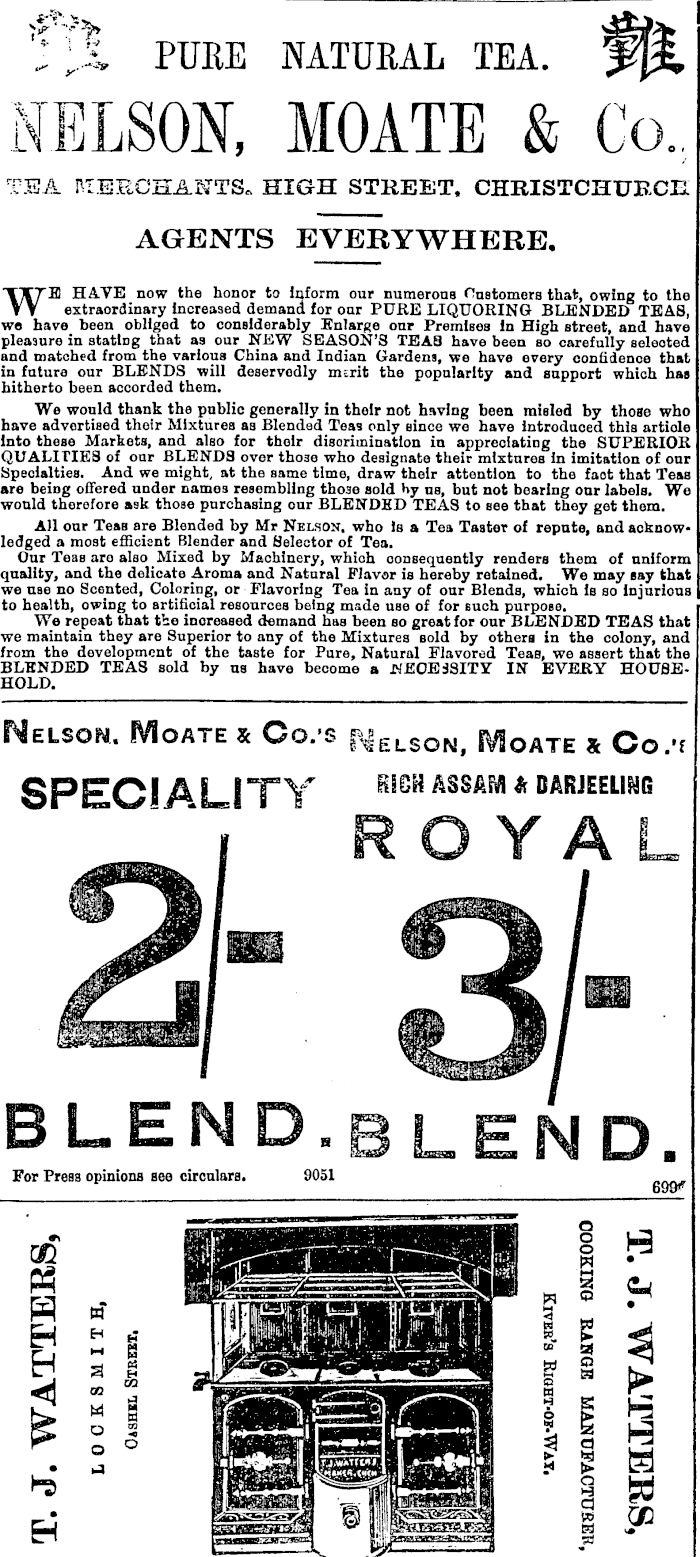 PURE NATURAL TEA. 難
NELSON, MOATE & Co.,
TEA MERCHANTS, HIGH STREET, CHRISTCHURCH
AGENTS EVERYWHERE.
WE HAVE now the honor to inform our numerous Customers that, owing to the
extraordinary increased demand for our PURE LIQUORING BLENDED TEAS,
we have been obliged to considerably Enlarge our Premises in High street, and have
pleasure in stating that as our NEW SEASON'S TEAS have been so carefully selected
and matched from the various China and Indian Gardens, we have every confidence that
in future our BLENDS will deservedly merit the popularity and support which has
hitherto been accorded them.
We would thank the public generally in their not having been misled by those who
have advertised their Mixtures as Blended Teas only since we have introduced this article
into these Markets, and also for their discrimination in appreciating the SUPERIOR
QUALITIES of our BLENDS over those who designate their mixtures in imitation of our
Specialties. And we might, at the same time, draw their attention to the fact that Teas
are being offered under names resembling those sold by us, but not bearing our labels. We
would therefore ask those purchasing our BLENDED TEAS to see that they get them.
All our Teas are Blended by Mr NELSON, who is a Tea Taster of repute, and acknow-
ledged a most efficient Blender and Selector of Tea.
Our Teas are also Mixed by Machinery, which consequently renders them of uniform
quality, and the delicate Aroma and Natural Flavor is hereby retained. We may say that
we use no Scented, Coloring, or Flavoring Tea in any of our Blends, which is so injurious
to health, owing to artificial resources being made use of for such purpose.
We repeat that the increased demand has been so great for our BLENDED TEAS that
we maintain they are Superior to any of the Mixtures sold by others in the colony, and
from the development of the taste for Pure, Natural Flavored Teas, we assert that the
BLENDED TEAS sold by us have become a NECESSITY IN EVERY HOUSE-
HOLD.
NELSON, MOATE & CO.'S
SPECIALITY
2/-
BLEND.
For Press opinions see circulars. 9051
NELSON, MOATE & CO.'S
RICH ASSAM & DARJEELING
ROYAL
3/-
BLEND.
699
T. J. WATTERS,
LOCKSMITH,
CASHEL STREET.
T.J.WATTERS
T. J. WATTERS,
COOKING RANGE MANUFACTURER,
KIVER'S RIGHT-OF-WAY.